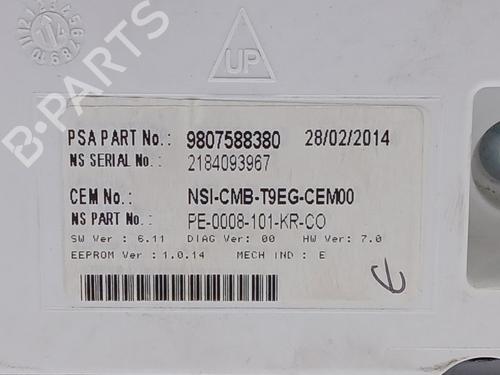 UP
B-PARTS
PSA PART No.: 9807588380 28/02/2014
NS SERIAL No.: 2184093967
CEM No.: NSI-CMB-T9EG-CEM00
NS PART No.: PE-0008-101-KR-CO
SW Ver : 6.11 DIAG Ver: 00 HW Ver: 7.0
EEPROM Ver : 1.0.14 MECH IND : E